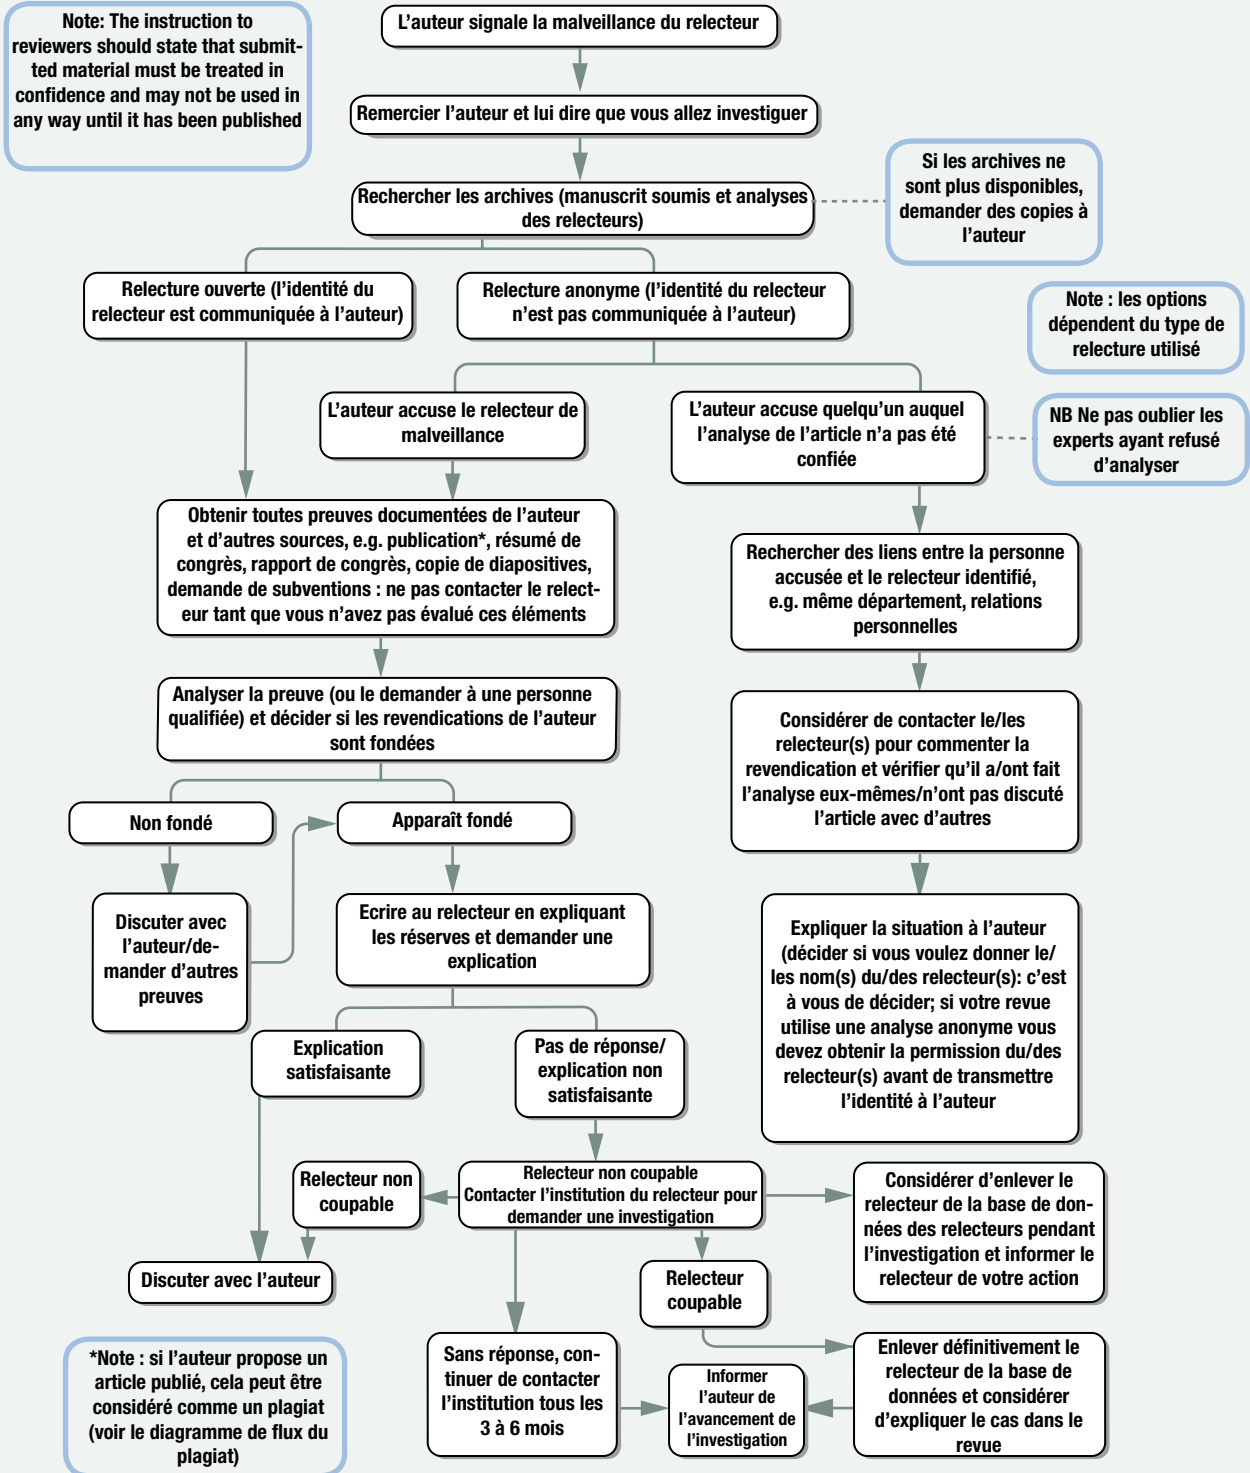 Note: The instruction to
reviewers should state that submit-
ted material must be treated in
confidence and may not be used in
any way until it has been published
L'auteur signale la malveillance du relecteur
Remercier l'auteur et lui dire que vous allez investiguer
Rechercher les archives (manuscrit soumis et analyses
des relecteurs)
Si les archives ne
sont plus disponibles,
demander des copies à
l'auteur
Relecture ouverte (l'identité du
relecteur est communiquée à l'auteur)
Relecture anonyme (l'identité du relecteur
n'est pas communiquée à l'auteur)
Note : les options
dépendent du type de
relecture utilisé
L'auteur accuse le relecteur de
malveillance
L'auteur accuse quelqu'un auquel
l'analyse de l'article n'a pas été
confiée
NB Ne pas oublier les
experts ayant refusé
d'analyser
Obtenir toutes preuves documentées de l'auteur
et d'autres sources, e.g. publication*, résumé de
congrès, rapport de congrès, copie de diapositives,
demande de subventions : ne pas contacter le relect-
eur tant que vous n'avez pas évalué ces éléments
Rechercher des liens entre la personne
accusée et le relecteur identifié,
e.g. même département, relations
personnelles
Analyser la preuve (ou le demander à une personne
qualifiée) et décider si les revendications de l'auteur
sont fondées
Considérer de contacter le/les
relecteur(s) pour commenter la
revendication et vérifier qu'il a/ont fait
l'analyse eux-mêmes/n'ont pas discuté
l'article avec d'autres
Non fondé
Apparaît fondé
Discuter avec
l'auteur/de-
mander d'autres
preuves
Ecrire au relecteur en expliquant
les réserves et demander une
explication
Expliquer la situation à l'auteur
(décider si vous voulez donner le/
les nom(s) du/des relecteur(s): c'est
à vous de décider; si votre revue
utilise une analyse anonyme vous
devez obtenir la permission du/des
relecteur(s) avant de transmettre
l'identité à l'auteur
Explication
satisfaisante
Pas de réponse/
explication non
satisfaisante
Relecteur non
coupable
Relecteur non coupable
Contacter l'institution du relecteur pour
demander une investigation
Considérer d'enlever le
relecteur de la base de don-
nées des relecteurs pendant
l'investigation et informer le
relecteur de votre action
Discuter avec l'auteur
Relecteur
coupable
*Note : si l'auteur propose un
article publié, cela peut être
considéré comme un plagiat
(voir le diagramme de flux du
plagiat)
Sans réponse, con-
tinuer de contacter
l'institution tous les
3 à 6 mois
Informer
l'auteur de
l'avancement de
l'investigation
Enlever définitivement le
relecteur de la base de
données et considérer
d'expliquer le cas dans le
revue